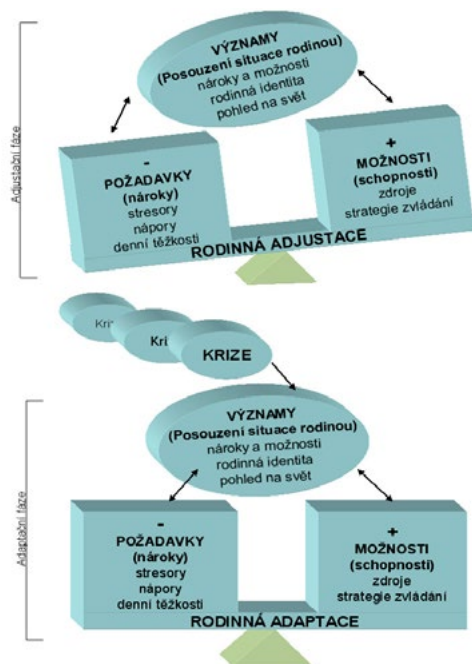 Adjustační fáze
VÝZNAMY
(Posouzení situace rodinou)
nároky a možnosti
rodinná identita
pohled na svět
-
POŽADAVKY
(nároky)
stresory
nápory
denní těžkosti
+
MOŽNOSTI
(schopnosti)
zdroje
strategie zvládání
RODINNÁ ADJUSTACE
Kriz
Kri
KRIZE
Adaptační fáze
VÝZNAMY
(Posouzení situace rodinou)
nároky a možnosti
rodinná identita
pohled na svět
-
POŽADAVKY
(nároky)
stresory
nápory
denní těžkosti
+
MOŽNOSTI
(schopnosti)
zdroje
strategie zvládání
RODINNÁ ADAPTACE